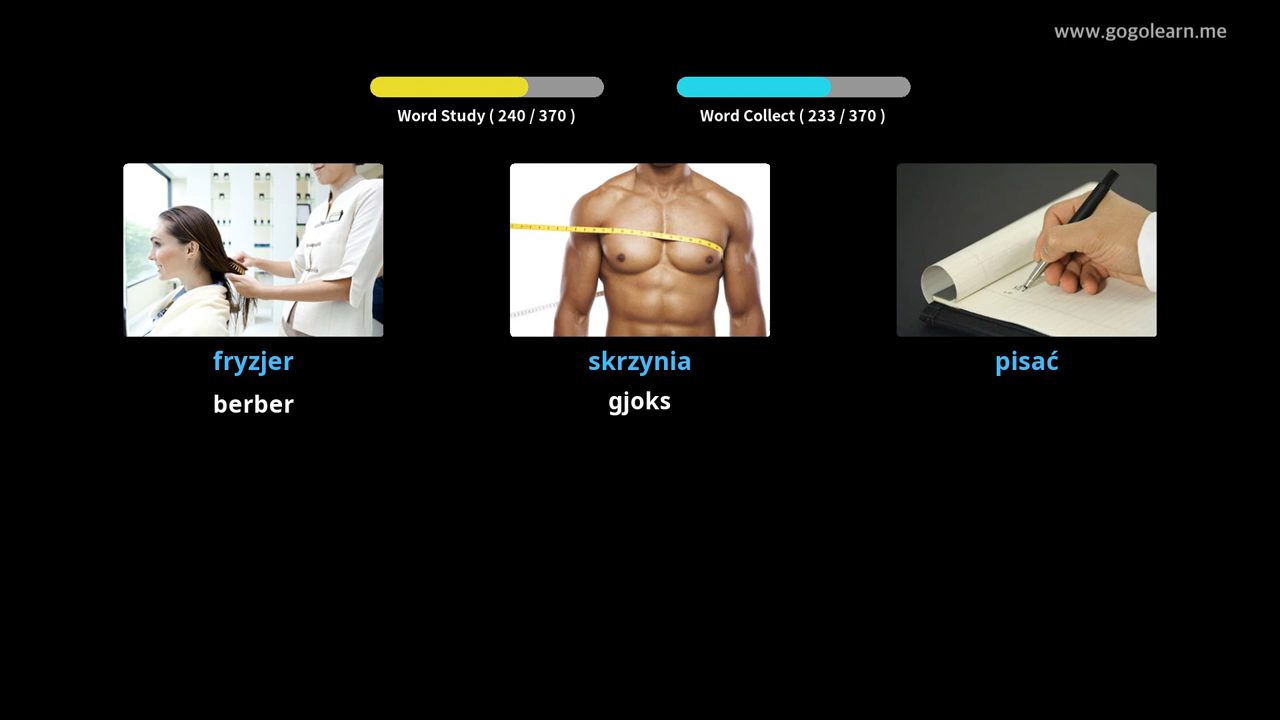 www.gogolearn.me
Word Study ( 240 / 370 )
Word Collect ( 233 / 370 )
fryzjer
skrzynia
pisać
berber
gjoks